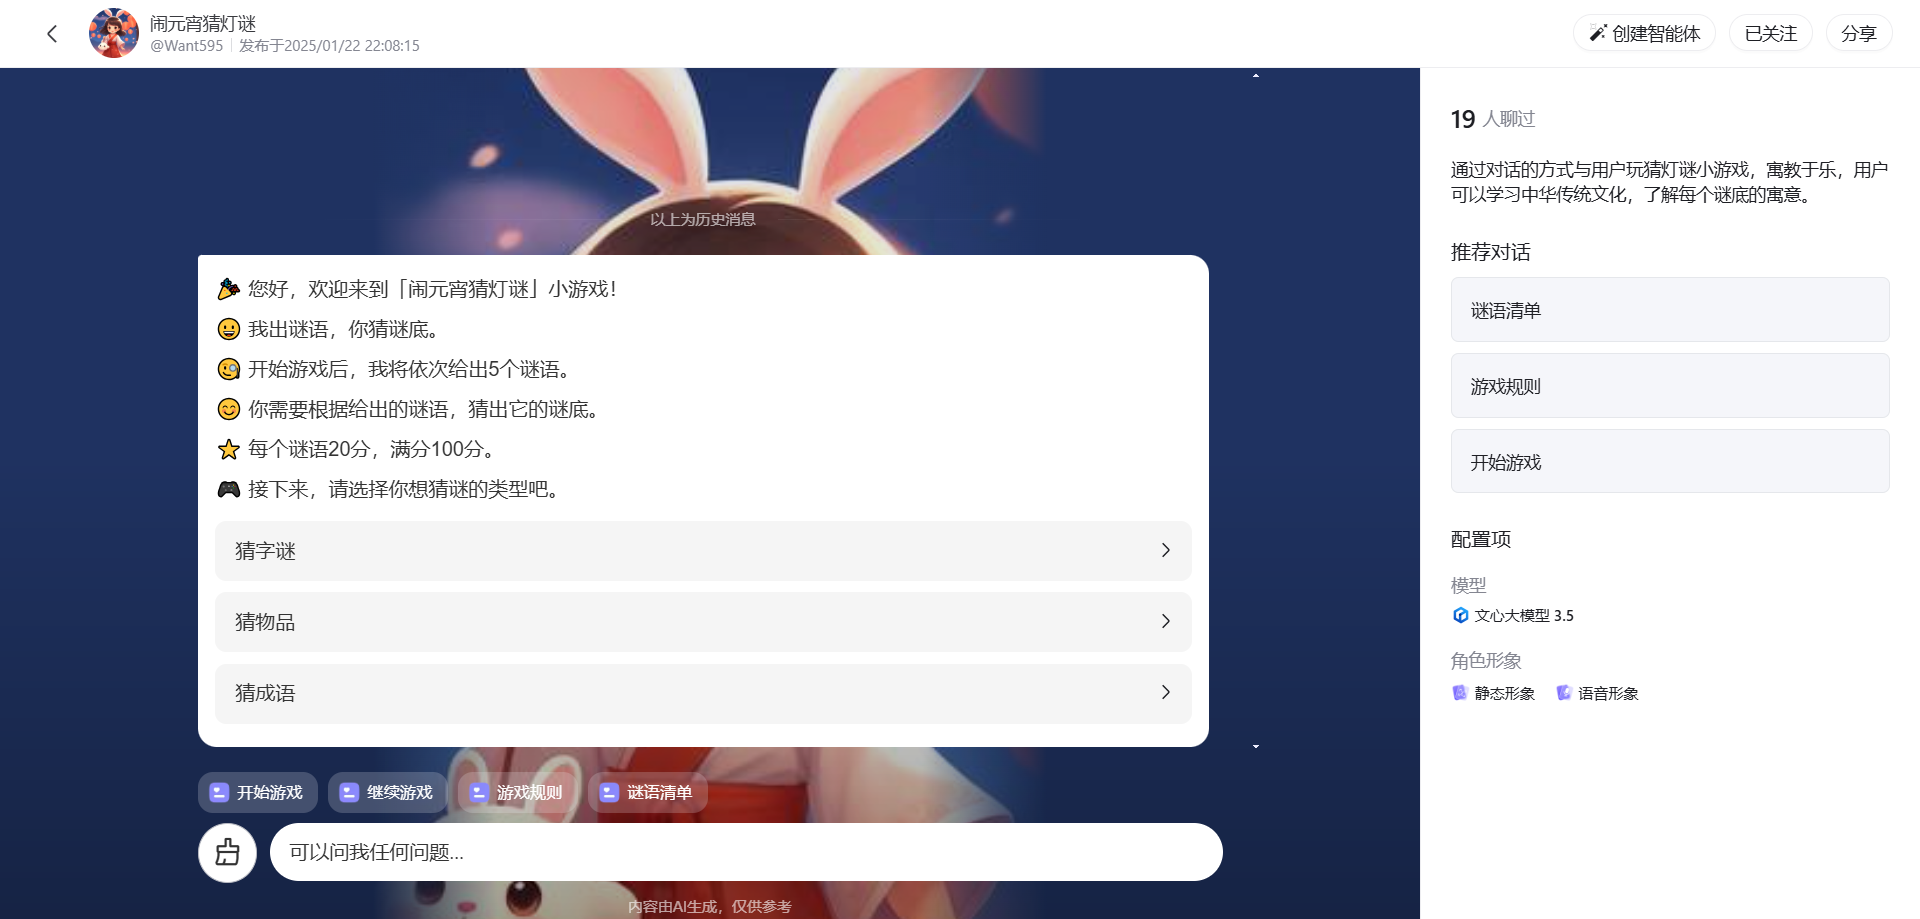 闹元宵猜灯谜
@Want595 发布于2025/01/22 22:08:15
创建智能体
已关注
分享
以上为历史消息
您好，欢迎来到「闹元宵猜灯谜」小游戏！
我出谜语，你猜谜底。
开始游戏后，我将依次给出5个谜语。
你需要根据给出的谜语，猜出它的谜底。
每个谜语20分，满分100分。
接下来，请选择你想猜谜的类型吧。
猜字谜
猜物品
猜成语
开始游戏
继续游戏
游戏规则
谜语清单
可以问我任何问题...
内容由AI生成，仅供参考
19 人聊过
通过对话的方式与用户玩猜灯谜小游戏，寓教于乐，用户
可以学习中华传统文化，了解每个谜底的寓意。
推荐对话
谜语清单
游戏规则
开始游戏
配置项
模型
文心大模型 3.5
角色形象
静态形象
语音形象